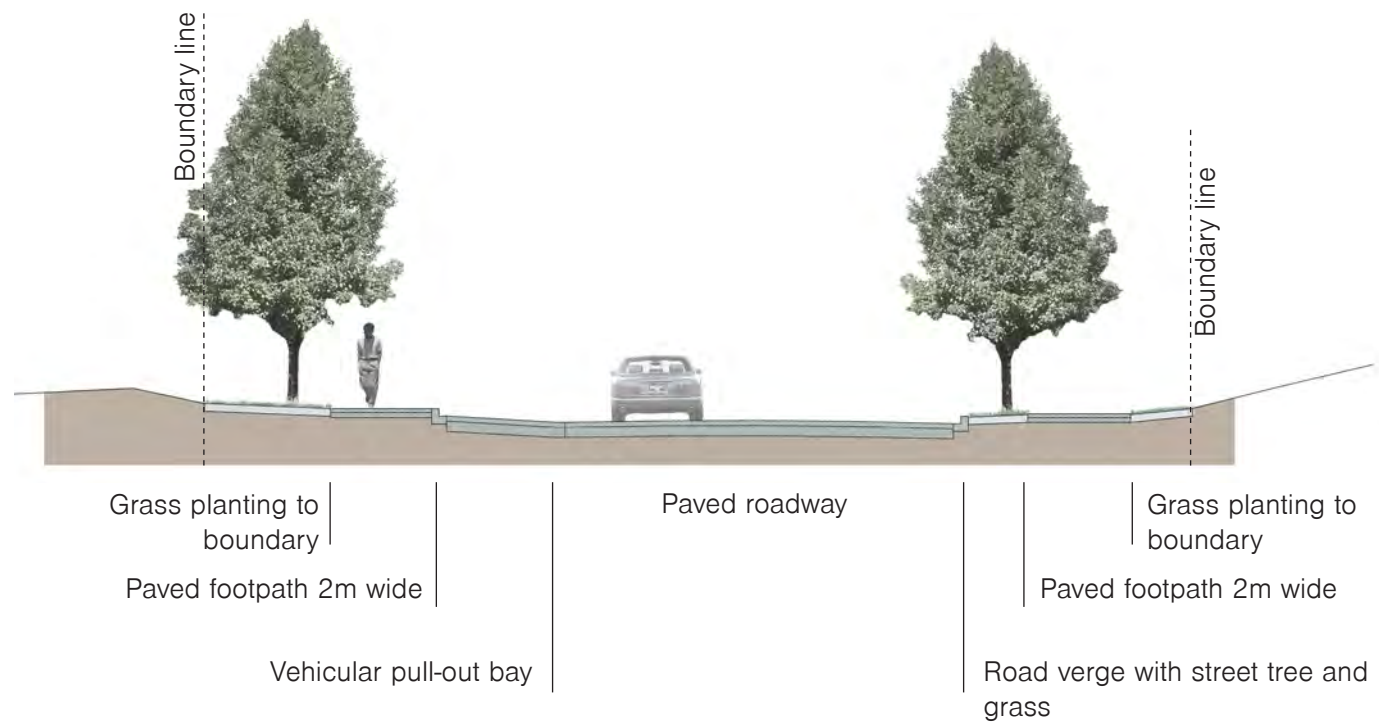 Boundary line
Boundary line
Grass planting to
boundary
Paved roadway
Grass planting to
boundary
Paved footpath 2m wide
Paved footpath 2m wide
Vehicular pull-out bay
Road verge with street tree and
grass